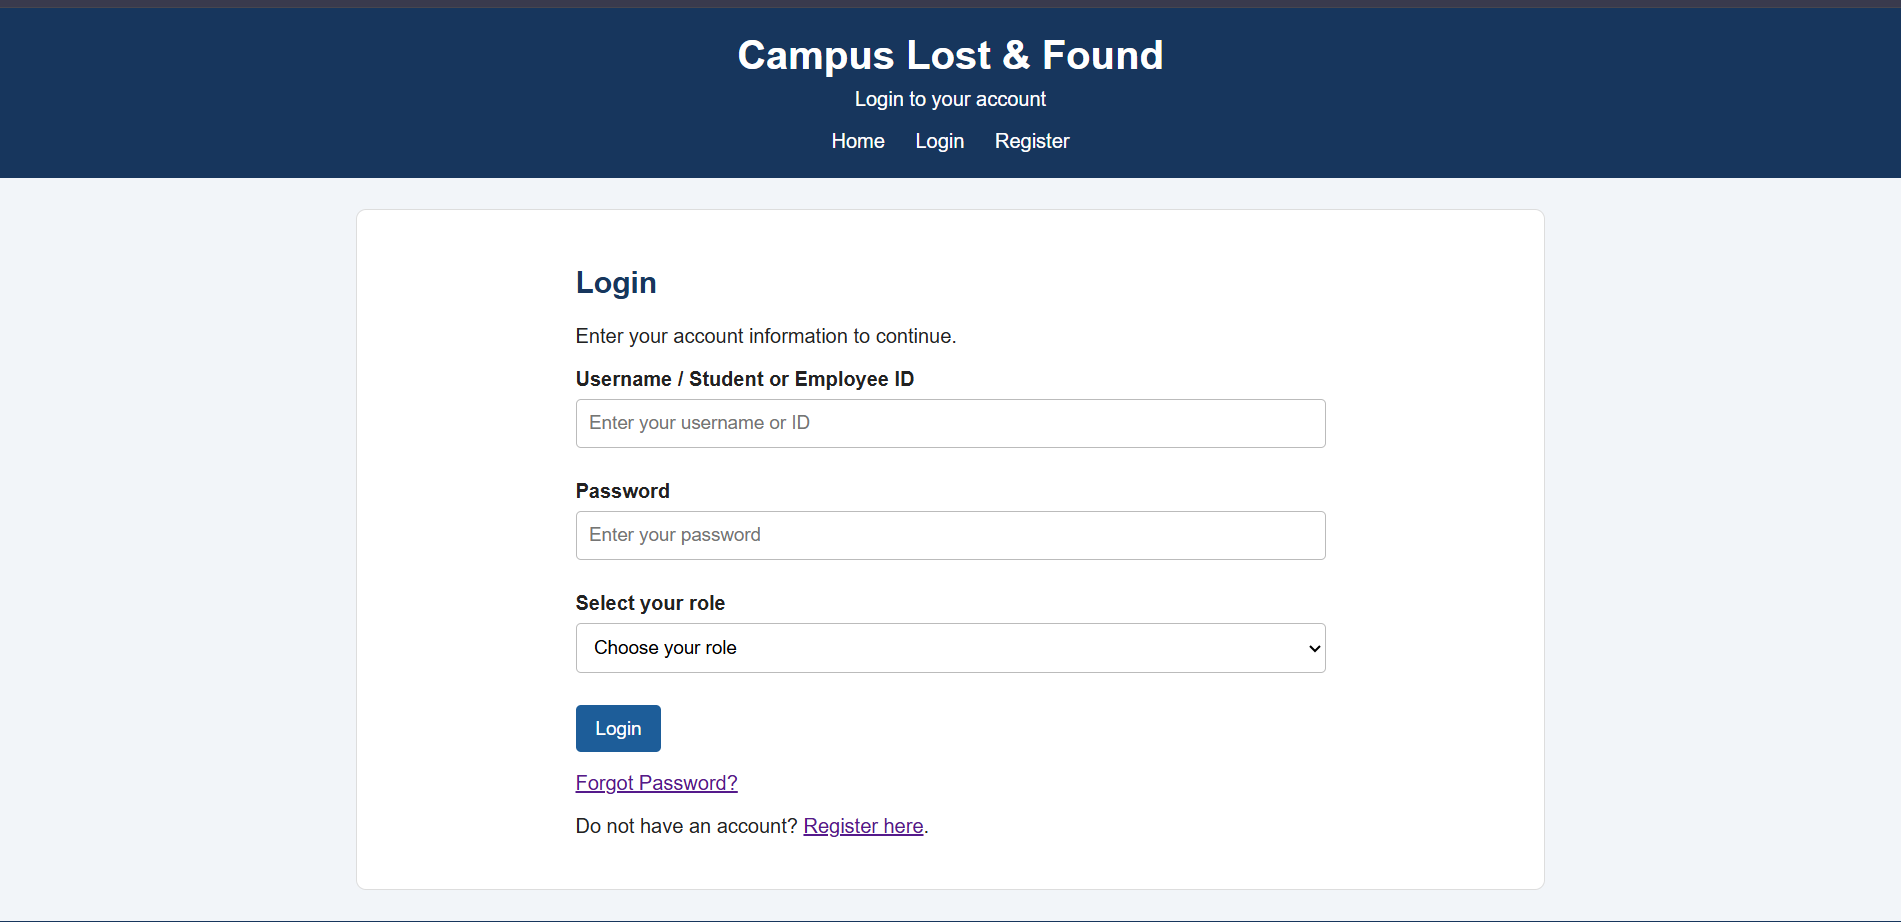 Campus Lost & Found
Login to your account
Home Login Register
Login
Enter your account information to continue.
Username / Student or Employee ID
Enter your username or ID
Password
Enter your password
Select your role
Choose your role
Login
Forgot Password?
Do not have an account? Register here.